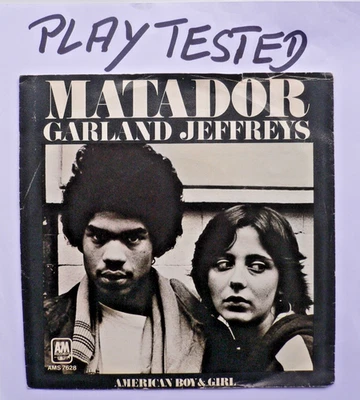 PLAY TESTED
MATADOR
GARLAND JEFFREYS
A&M
AMS 7628
AMERICAN BOY & GIRL